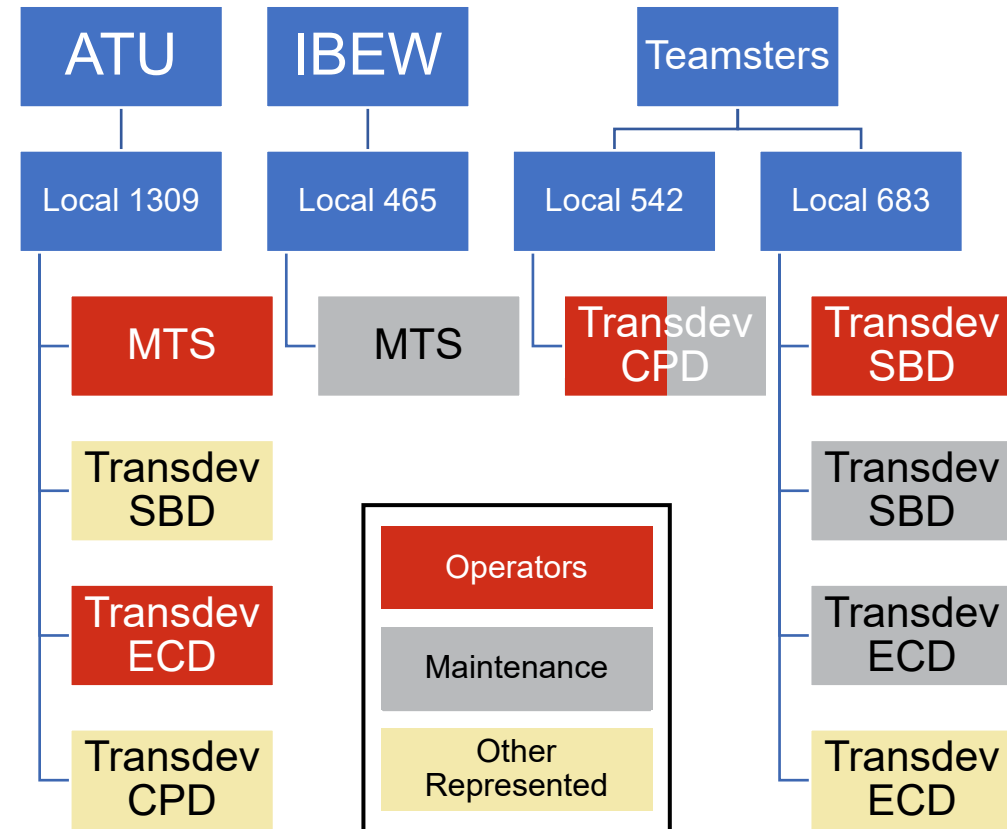 ATU
IBEW
Teamsters
Local 1309
Local 465
Local 542
Local 683
MTS
MTS
Transdev
CPD
Transdev
SBD
Transdev
SBD
Transdev
SBD
Transdev
ECD
Transdev
ECD
Transdev
CPD
Transdev
ECD
Operators
Maintenance
Other
Represented